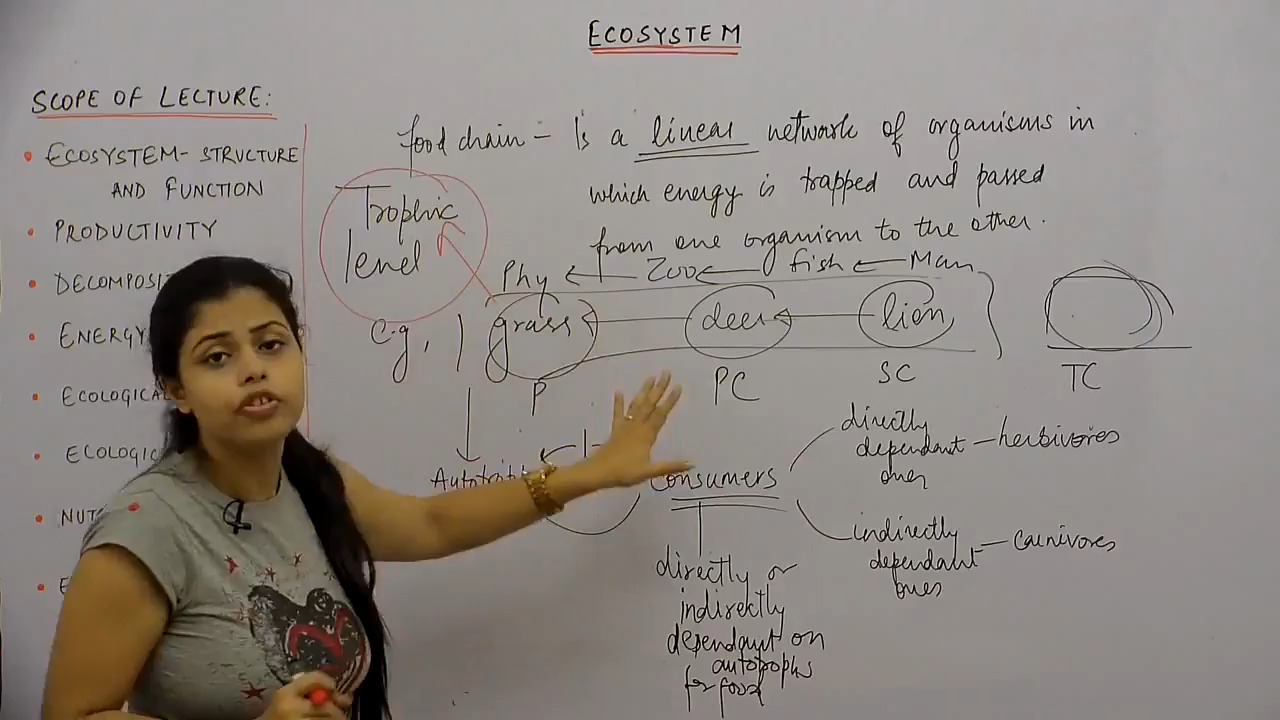 ECOSYSTEM
SCOPE OF LECTURE:
ECOSYSTEM- STRUCTURE
AND FUNCTION
PRODUCTIVITY
DECOMPOSIT
ENERGY
ECOLOGICAL
ECOLOGIC
NUT
E
food chain - Is a linear network of organisms in
which energy is trapped and passed
from one organism to the other.
Trophic
level
Phy Zoo fish Man
e.g, grass deer lion
P PC SC TC
Autotroph
Consumers
directly
dependent
ones
herbivores
indirectly
dependant
ones
carnivores
directly or
indirectly
dependant on
autotrophs
for food